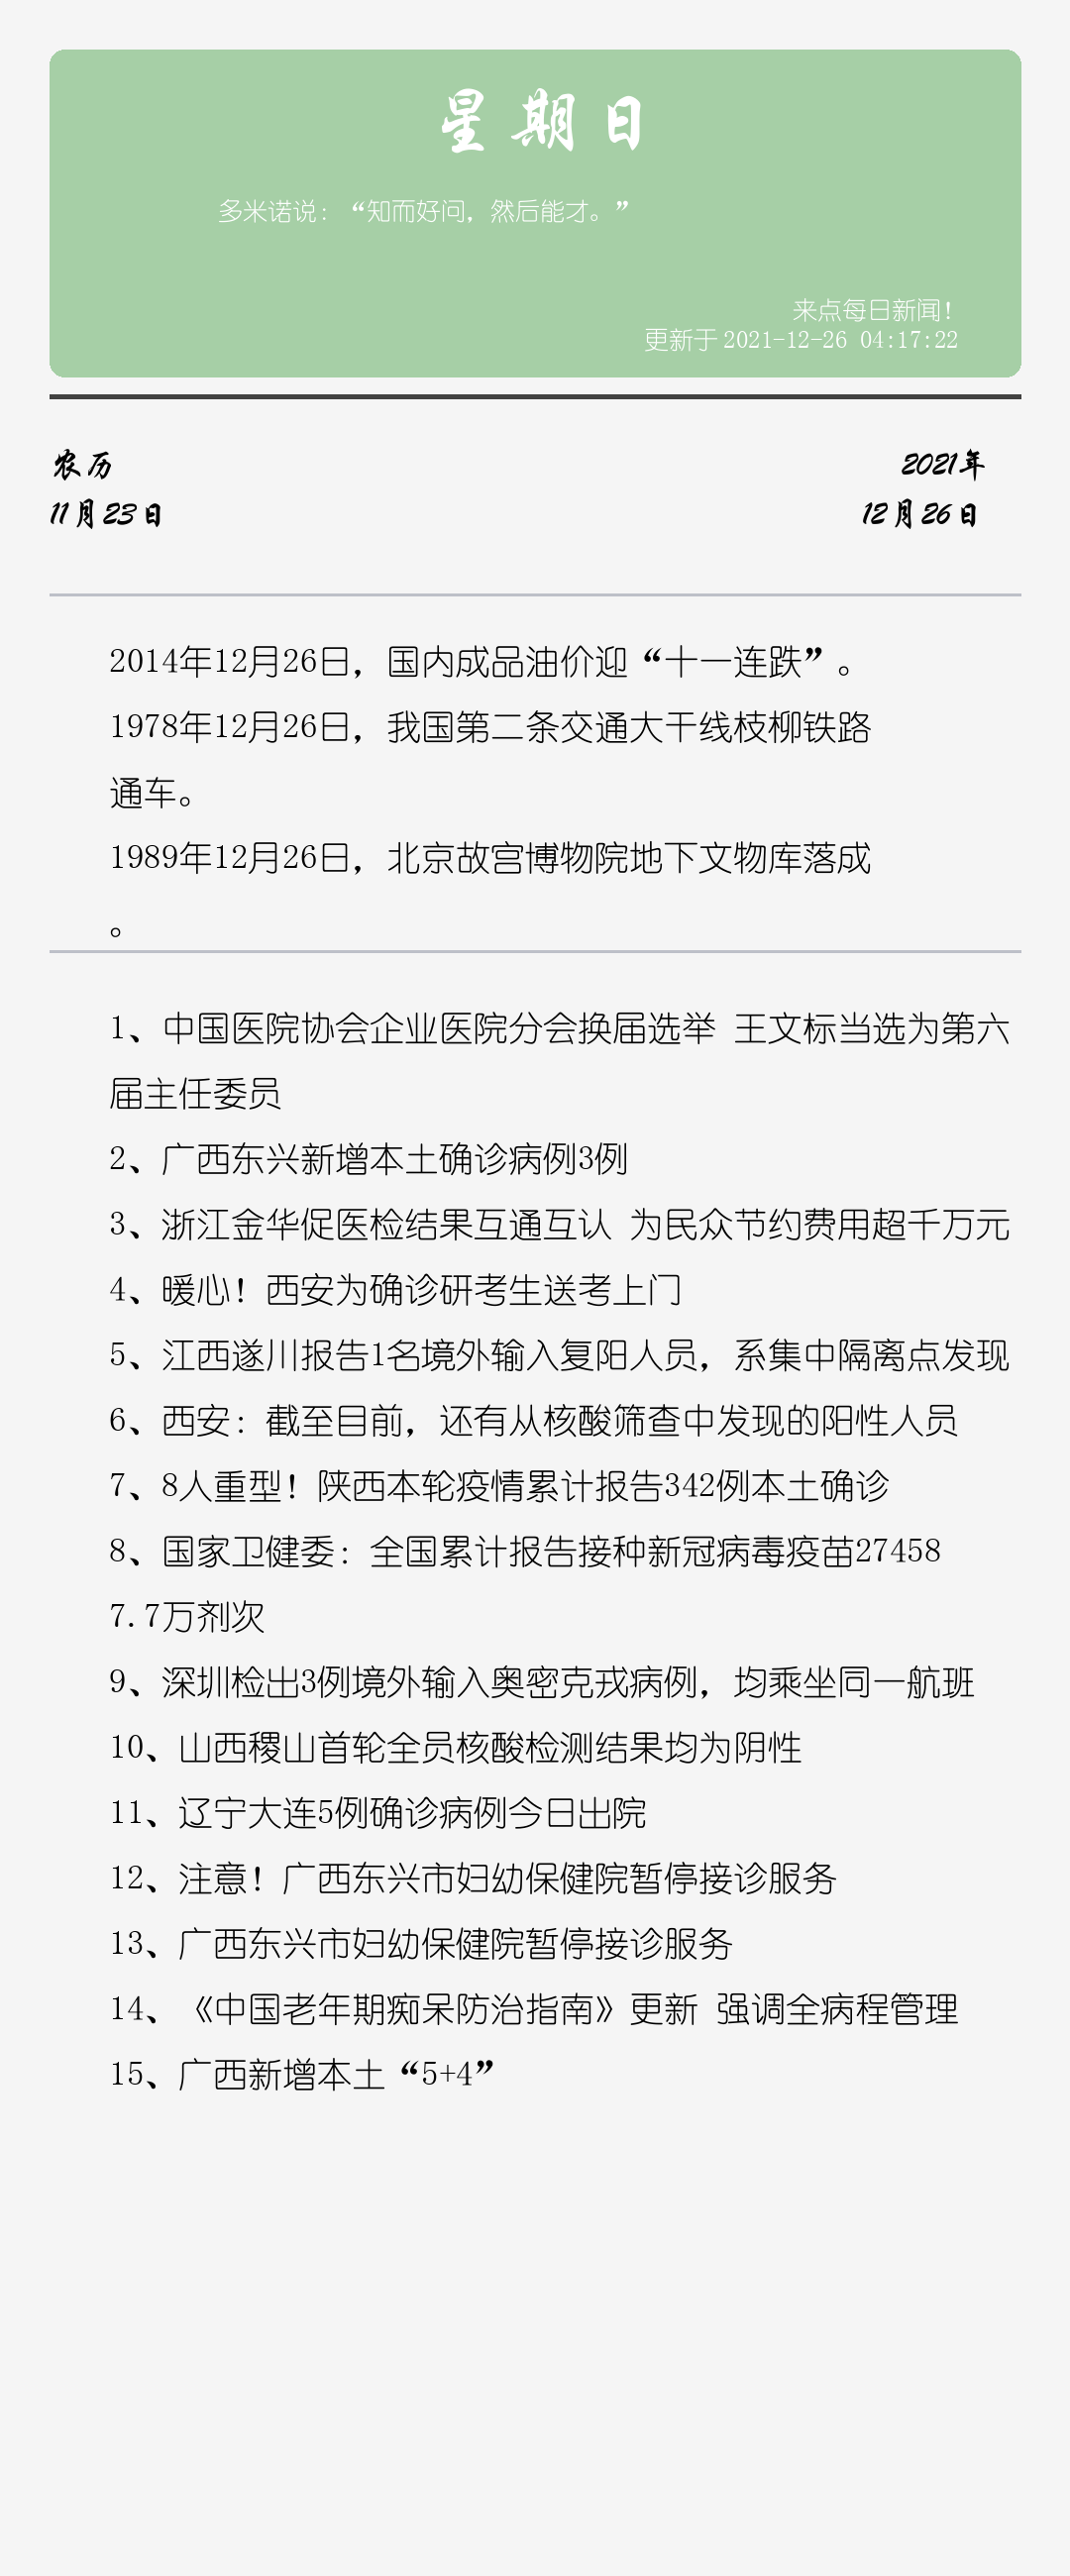 星期日
多米诺说：“知而好问，然后能才。”
来点每日新闻！
更新于 2021-12-26 04:17:22
农历
2021年
11月23日
12月26日
2014年12月26日，国内成品油价迎“十一连跌”。
1978年12月26日，我国第二条交通大干线枝柳铁路
通车。
1989年12月26日，北京故宫博物院地下文物库落成
。
1、中国医院协会企业医院分会换届选举 王文标当选为第六
届主任委员
2、广西东兴新增本土确诊病例3例
3、浙江金华促医检结果互通互认 为民众节约费用超千万元
4、暖心！西安为确诊研考生送考上门
5、江西遂川报告1名境外输入复阳人员，系集中隔离点发现
6、西安：截至目前，还有从核酸筛查中发现的阳性人员
7、8人重型！陕西本轮疫情累计报告342例本土确诊
8、国家卫健委：全国累计报告接种新冠病毒疫苗27458
7.7万剂次
9、深圳检出3例境外输入奥密克戎病例，均乘坐同一航班
10、山西稷山首轮全员核酸检测结果均为阴性
11、辽宁大连5例确诊病例今日出院
12、注意！广西东兴市妇幼保健院暂停接诊服务
13、广西东兴市妇幼保健院暂停接诊服务
14、《中国老年期痴呆防治指南》更新 强调全病程管理
15、广西新增本土“5+4”